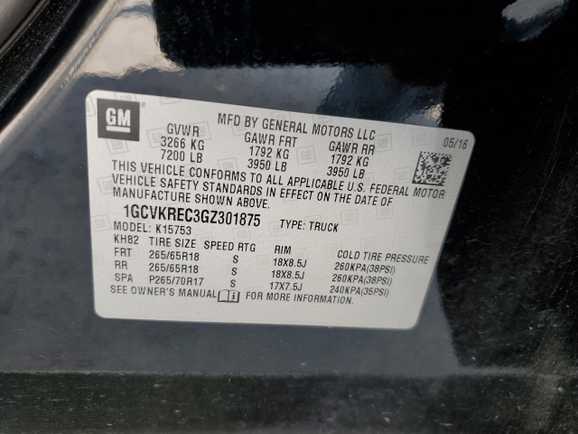 GM
MFD BY GENERAL MOTORS LLC
05/16
GVWR GAWR FRT GAWR RR
3266 KG 1792 KG 1792 KG
7200 LB 3950 LB 3950 LB
THIS VEHICLE CONFORMS TO ALL APPLICABLE U.S. FEDERAL MOTOR
VEHICLE SAFETY STANDARDS IN EFFECT ON THE DATE OF
MANUFACTURE SHOWN ABOVE.
1GCVKREC3GZ301875 TYPE: TRUCK
MODEL: K15753
KH82 TIRE SIZE SPEED RTG RIM COLD TIRE PRESSURE
FRT 265/65R18 S 18X8.5J 260KPA(38PSI)
RR 265/65R18 S 18X8.5J 260KPA(38PSI)
SPA P265/70R17 S 17X7.5J 240KPA(35PSI)
SEE OWNER'S MANUAL FOR MORE INFORMATION.